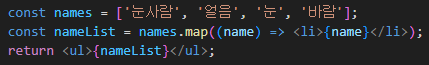 const names = ['눈사람', '얼음', '눈', '바람'];
const nameList = names.map((name) => <li>{name}</li>);
return <ul>{nameList}</ul>;